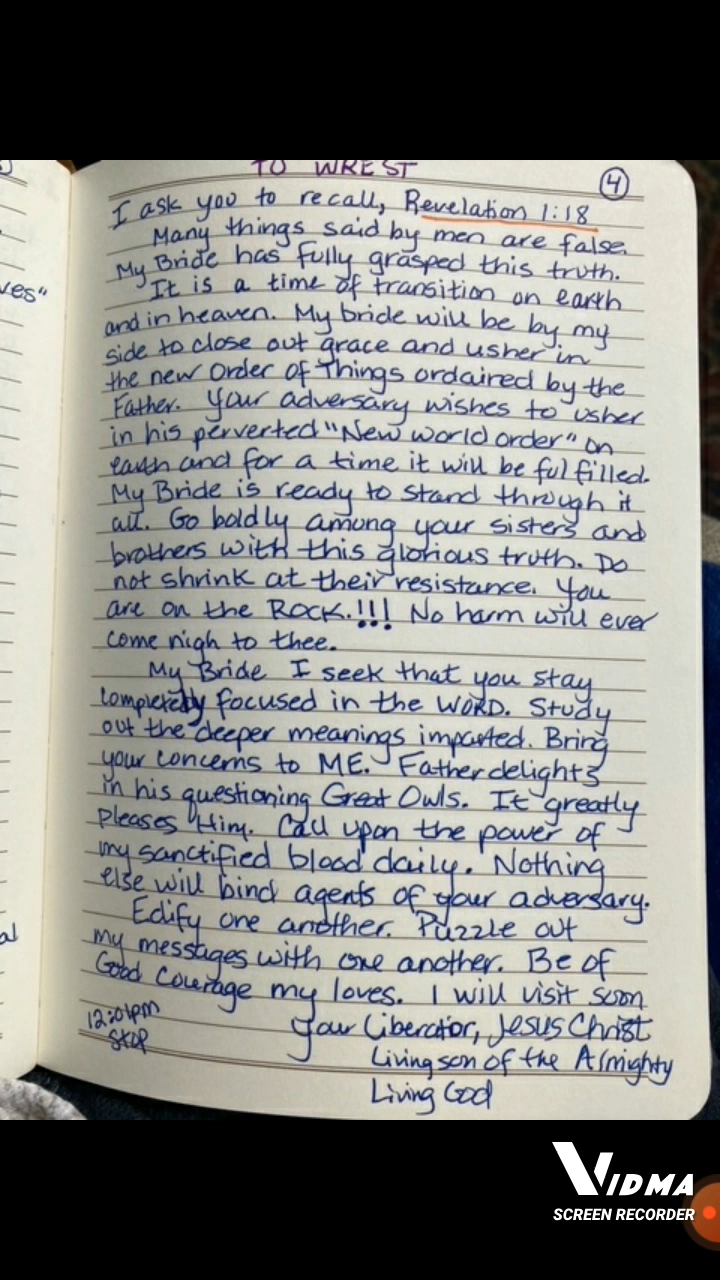 TO WREST
4
I ask you to recall, Revelation 1:18
Many things said by men are false.
My Bride has fully grasped this truth.
It is a time of transition on earth
and in heaven. My bride will be by my
side to close out grace and usher in
the new Order of Things ordained by the
Father. Your adversary wishes to usher
in his perverted "New World order" on
earth and for a time it will be fulfilled.
My Bride is ready to stand through it
all. Go boldly among your sisters and
brothers with this glorious truth. Do
not shrink at their resistance. You
are on the ROCK.!!! No harm will ever
come nigh to thee.
My Bride I seek that you stay
completely focused in the WORD. Study
out the deeper meanings imparted. Bring
your concerns to ME. Father delights
in his questioning Great Owls. It greatly
pleases Him. Call upon the power of
my sanctified blood daily. Nothing
else will bind agents of your adversary.
Edify one another. Puzzle out
my messages with one another. Be of
Good Courage my loves. I will visit soon
12:01pm
Stop
your Liberator, Jesus Christ
Living son of the Almighty
Living God
ves"
al
VIDMA
SCREEN RECORDER